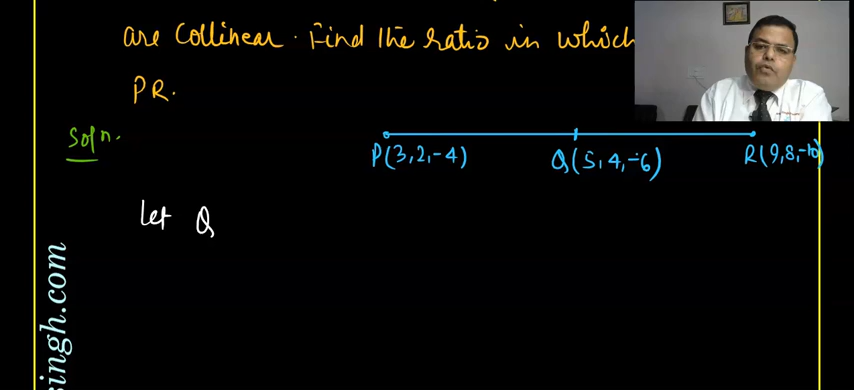 are Collinear. Find the ratio in which
PR.
Soln.
P(3,2,-4) Q(5,4,-6) R(9,8,-10)
Let Q
singh.com